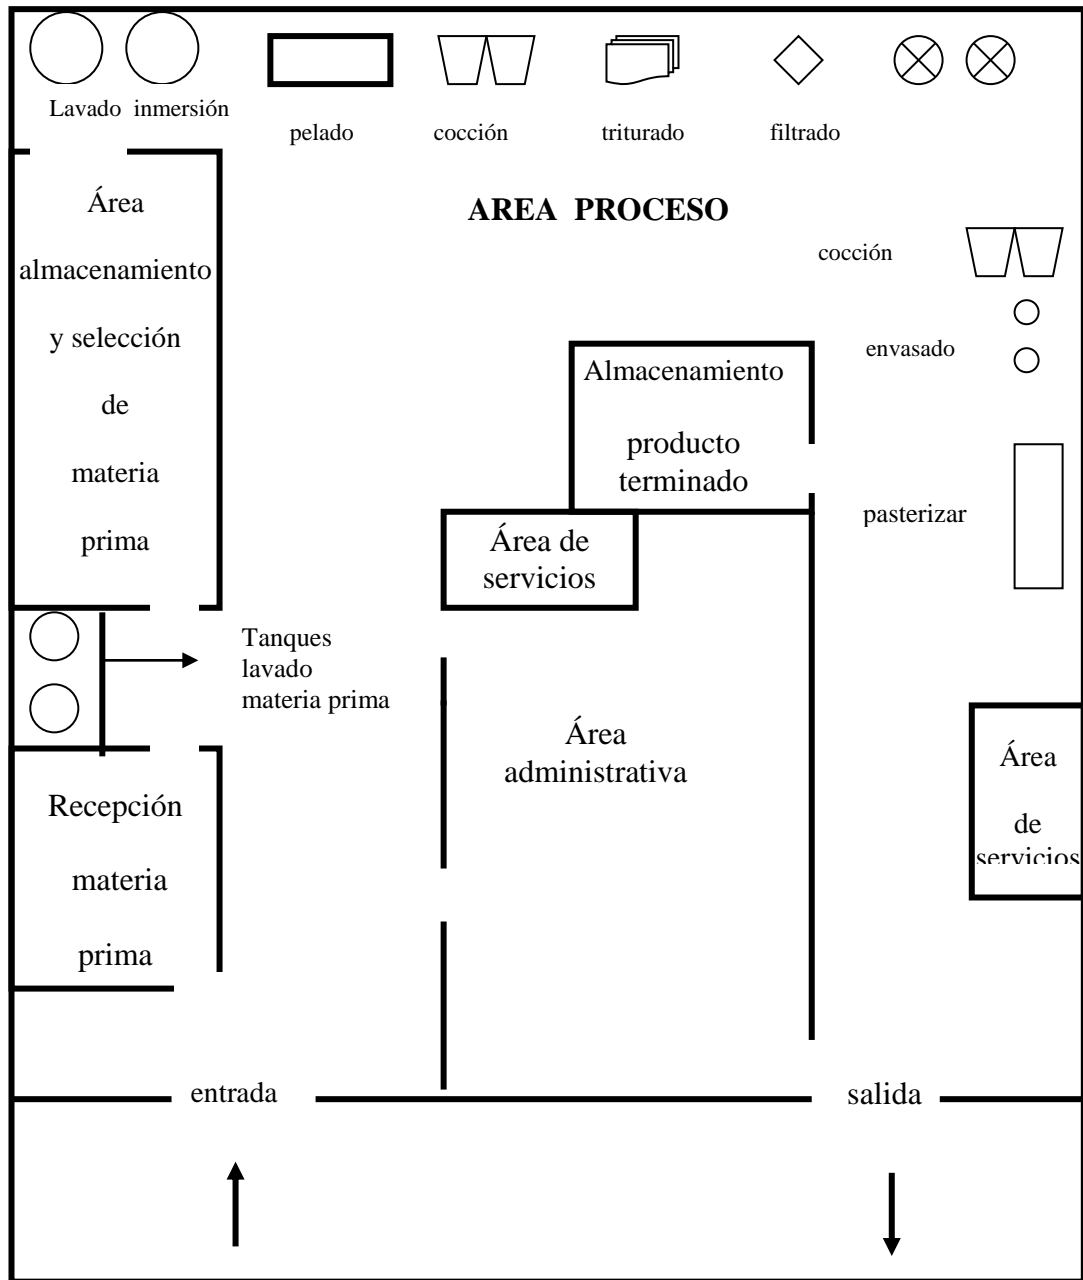 Lavado  inmersión
pelado
cocción
triturado
filtrado
Área
almacenamiento
y selección
de
materia
prima
AREA  PROCESO
cocción
envasado
Almacenamiento
producto
terminado
pasterizar
Área de
servicios
Tanques
lavado
materia prima
Área
administrativa
Área
de
servicios
Recepción
materia
prima
entrada
salida